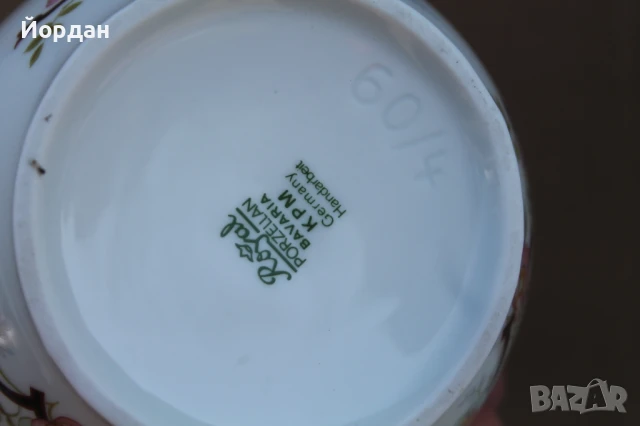 Йордан
60/4
Royal
PORZELLAN
BAVARIA
KPM
Germany
Handarbeit
BAZAR